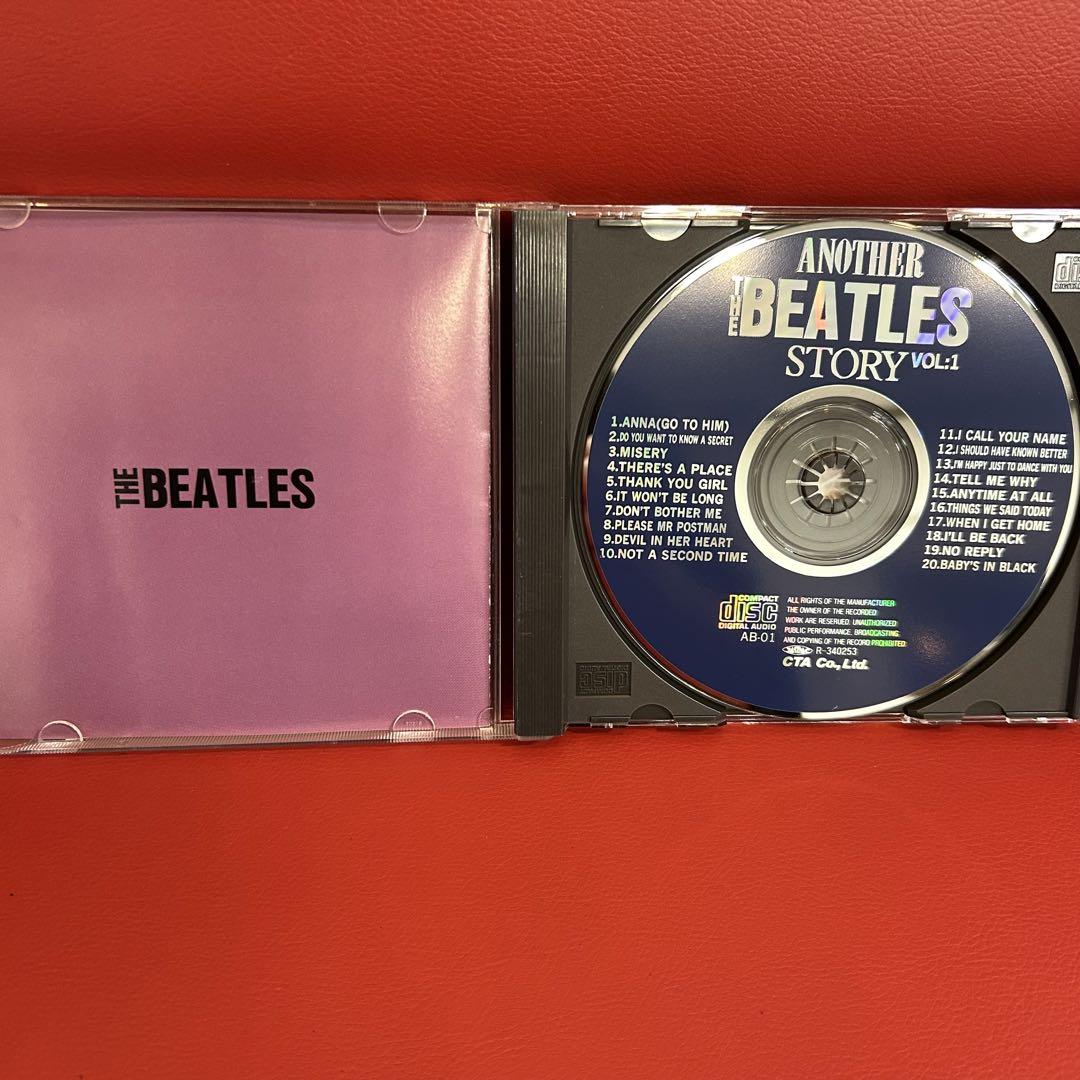 THE BEATLES
ANOTHER
THE BEATLES
STORY VOL:1
1.ANNA(GO TO HIM)
2.DO YOU WANT TO KNOW A SECRET
3.MISERY
4.THERE'S A PLACE
5.THANK YOU GIRL
6.IT WON'T BE LONG
7.DON'T BOTHER ME
8.PLEASE MR POSTMAN
9.DEVIL IN HER HEART
10.NOT A SECOND TIME
11.I CALL YOUR NAME
12.I SHOULD HAVE KNOWN BETTER
13.I'M HAPPY JUST TO DANCE WITH YOU
14.TELL ME WHY
15.ANYTIME AT ALL
16.THINGS WE SAID TODAY
17.WHEN I GET HOME
18.I'LL BE BACK
19.NO REPLY
20.BABY'S IN BLACK
COMPACT
disc
DIGITAL AUDIO
AB-01
ALL RIGHTS OF THE MANUFACTURER
THE OWNER OF THE RECORDED
WORK ARE RESERUED. UNAUTHORIZED
PUBLIC PERFORMANCE. BROADCASTING.
AND COPYING OF THE RECORD PROHIBITED.
R-340253
CTA Co., Ltd.